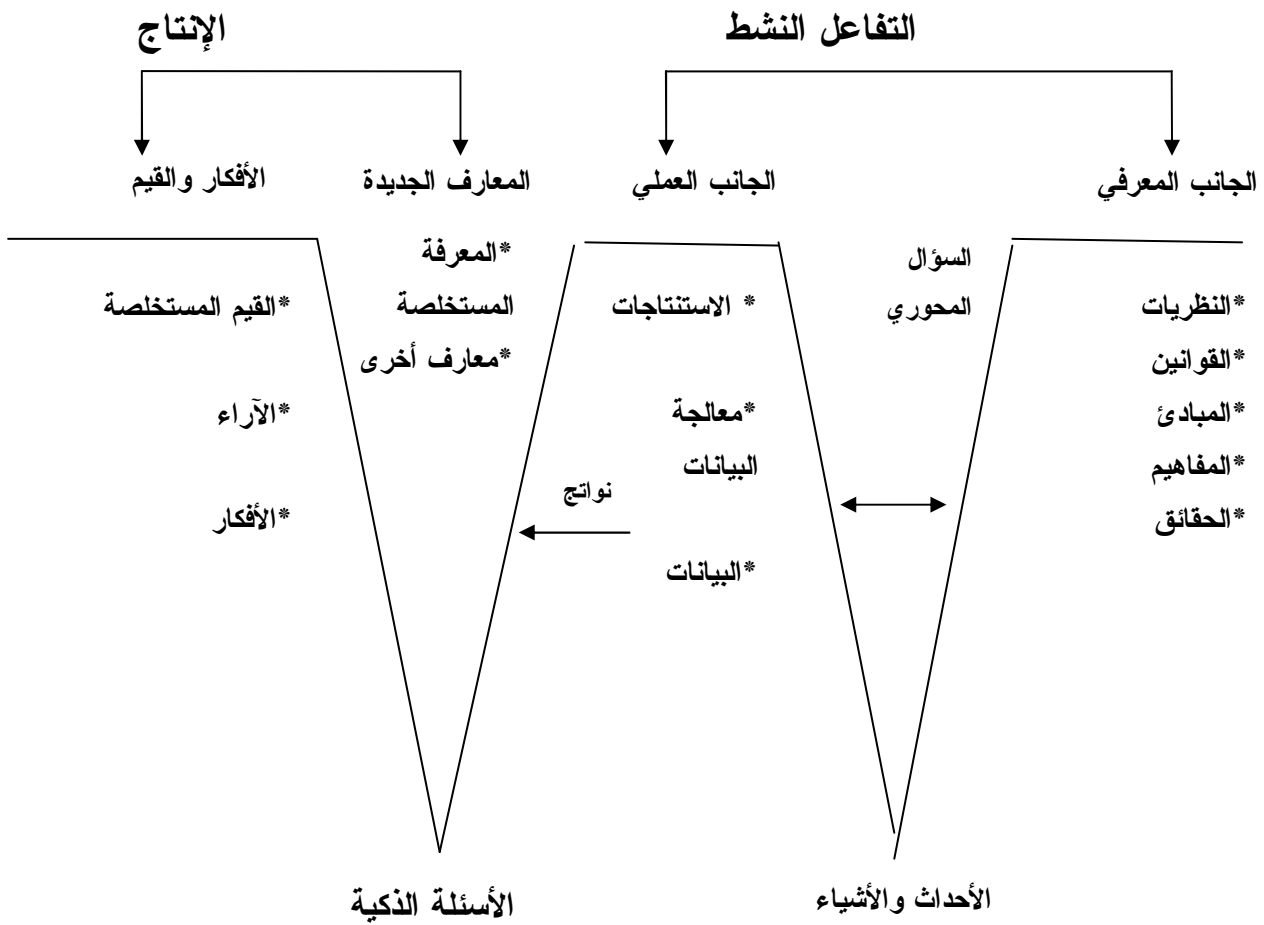 التفاعل النشط
الإنتاج
الجانب المعرفي
الجانب العملي
المعارف الجديدة
الأفكار والقيم
*النظريات
*القوانين
*المبادئ
*المفاهيم
*الحقائق
السؤال
المحوري
* الاستنتاجات
*معالجة
البيانات
*البيانات
نواتج
*المعرفة
المستخلصة
*معارف أخرى
*القيم المستخلصة
*الآراء
*الأفكار
الأحداث والأشياء
الأسئلة الذكية